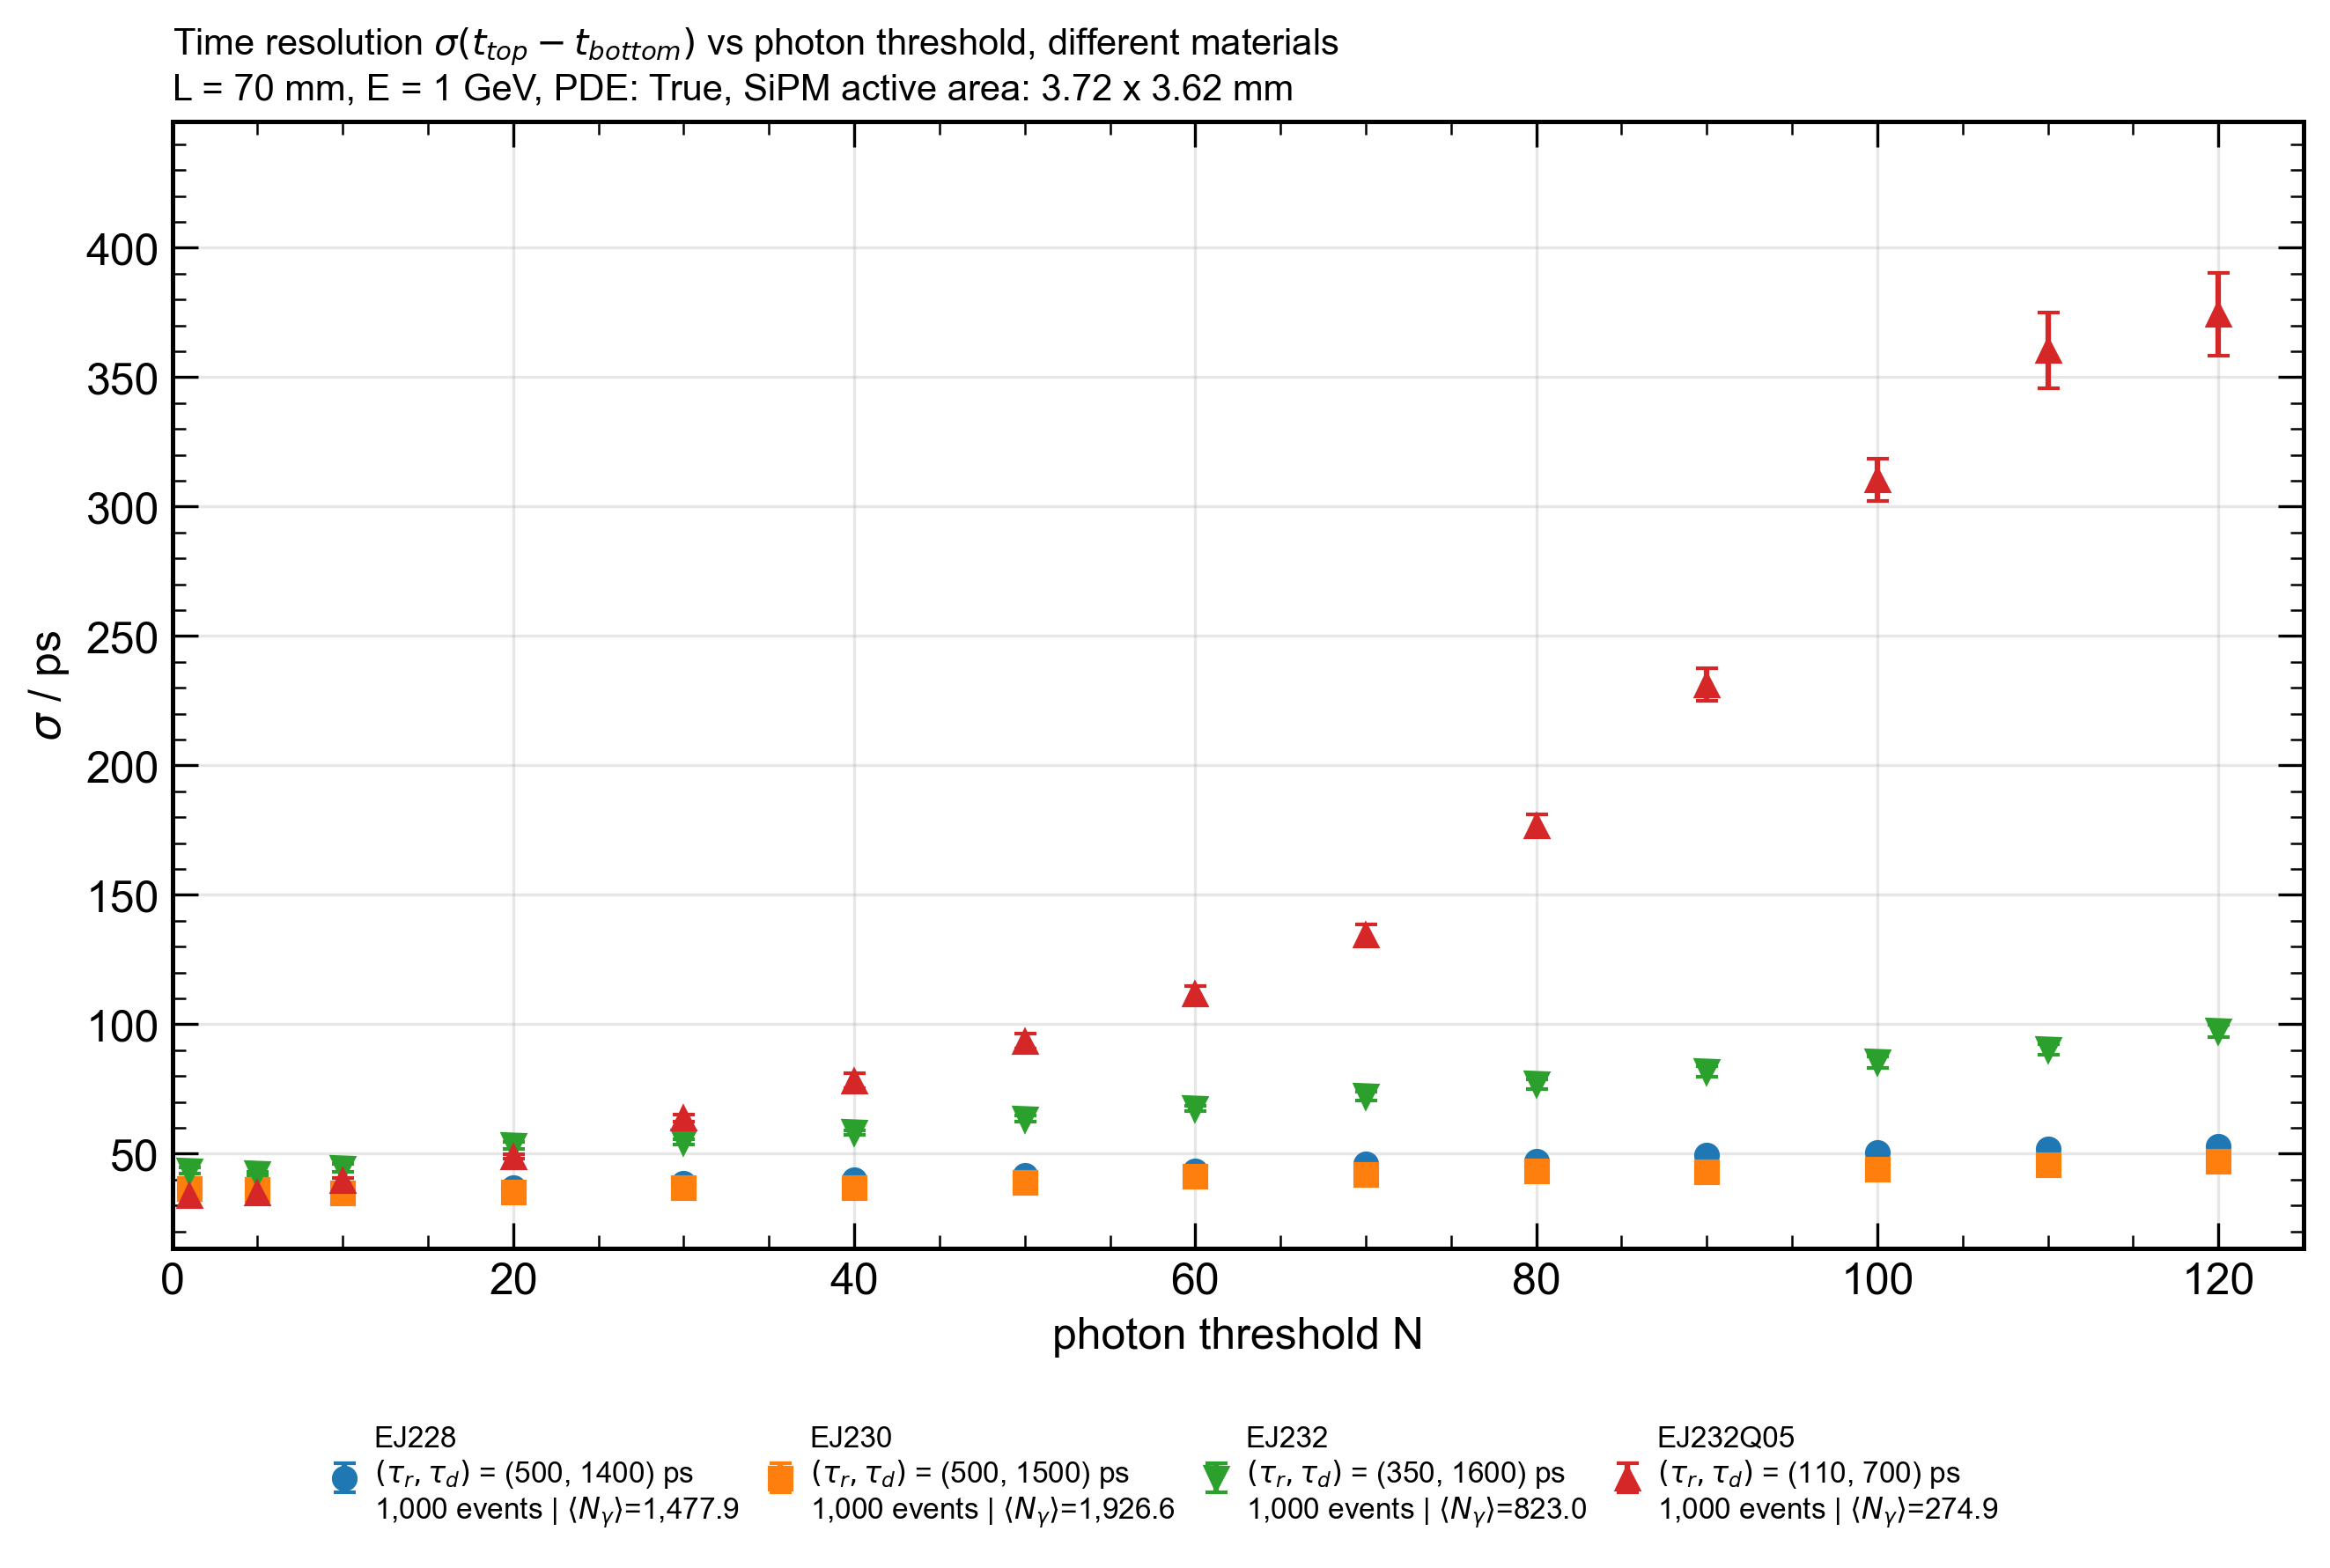 Time resolution σ(t_top − t_bottom) vs photon threshold, different materials
L = 70 mm, E = 1 GeV, PDE: True, SiPM active area: 3.72 x 3.62 mm
400
350
300
250
200
150
100
50
σ / ps
0 20 40 60 80 100 120
photon threshold N
EJ228
(τ_r, τ_d) = (500, 1400) ps
1,000 events | ⟨N_γ⟩=1,477.9
EJ230
(τ_r, τ_d) = (500, 1500) ps
1,000 events | ⟨N_γ⟩=1,926.6
EJ232
(τ_r, τ_d) = (350, 1600) ps
1,000 events | ⟨N_γ⟩=823.0
EJ232Q05
(τ_r, τ_d) = (110, 700) ps
1,000 events | ⟨N_γ⟩=274.9